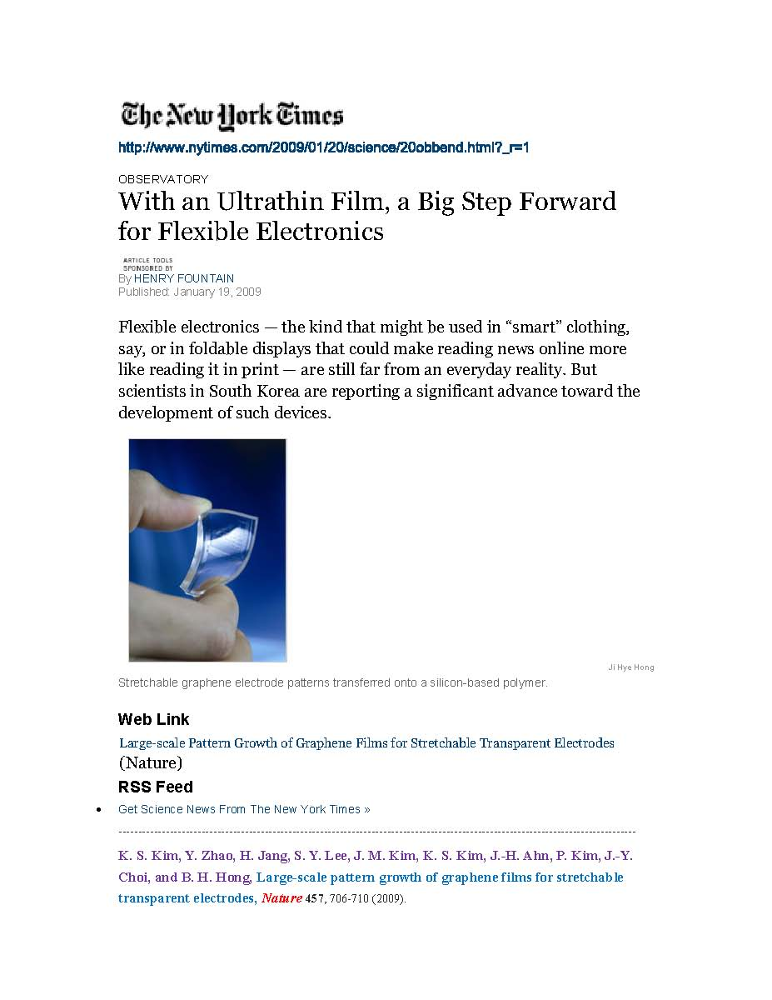 The New York Times
http://www.nytimes.com/2009/01/20/science/20obbend.html?_r=1
OBSERVATORY
With an Ultrathin Film, a Big Step Forward
for Flexible Electronics
ARTICLE TOOLS
SPONSORED BY
By HENRY FOUNTAIN
Published: January 19, 2009
Flexible electronics — the kind that might be used in “smart” clothing,
say, or in foldable displays that could make reading news online more
like reading it in print — are still far from an everyday reality. But
scientists in South Korea are reporting a significant advance toward the
development of such devices.
Ji Hye Hong
Stretchable graphene electrode patterns transferred onto a silicon-based polymer.
Web Link
Large-scale Pattern Growth of Graphene Films for Stretchable Transparent Electrodes
(Nature)
RSS Feed
• Get Science News From The New York Times »
-----------------------------------------------------------------------------------------------------------------------------------
K. S. Kim, Y. Zhao, H. Jang, S. Y. Lee, J. M. Kim, K. S. Kim, J.-H. Ahn, P. Kim, J.-Y.
Choi, and B. H. Hong, Large-scale pattern growth of graphene films for stretchable
transparent electrodes, Nature 457, 706-710 (2009).